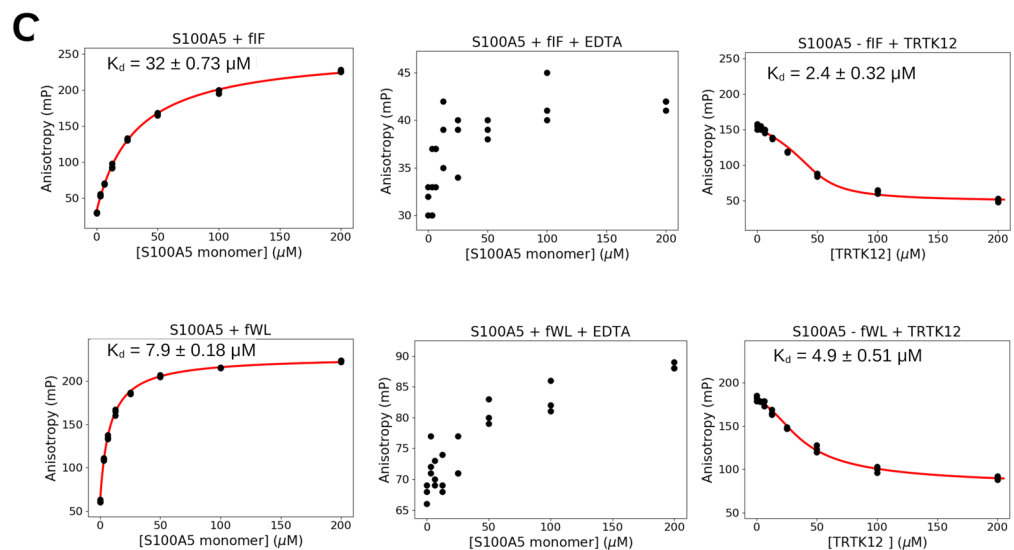 C
S100A5 + fIF
Kd = 32 ± 0.73 µM
Anisotropy (mP)
250
200
150
100
50
0 50 100 150 200
[S100A5 monomer] (µM)
S100A5 + fIF + EDTA
Anisotropy (mP)
45
40
35
30
0 50 100 150 200
[S100A5 monomer] (µM)
S100A5 - fIF + TRTK12
Kd = 2.4 ± 0.32 µM
Anisotropy (mP)
200
150
100
50
0 50 100 150 200
[TRTK12] (µM)
S100A5 + fWL
Kd = 7.9 ± 0.18 µM
Anisotropy (mP)
200
150
100
50
0 50 100 150 200
[S100A5 monomer] (µM)
S100A5 + fWL + EDTA
Anisotropy (mP)
90
85
80
75
70
65
0 50 100 150 200
[S100A5 monomer] (µM)
S100A5 - fWL + TRTK12
Kd = 4.9 ± 0.51 µM
Anisotropy (mP)
200
150
100
50
0 50 100 150 200
[TRTK12 ] (µM)